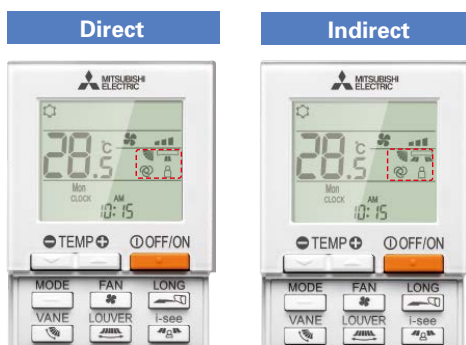 Direct
MITSUBISHI
ELECTRIC
28.5℃
Mon
CLOCK
AM
10:15
TEMP
OFF/ON
MODE FAN LONG
VANE LOUVER i-see
Indirect
MITSUBISHI
ELECTRIC
28.5℃
Mon
CLOCK
AM
10:15
TEMP
OFF/ON
MODE FAN LONG
VANE LOUVER i-see